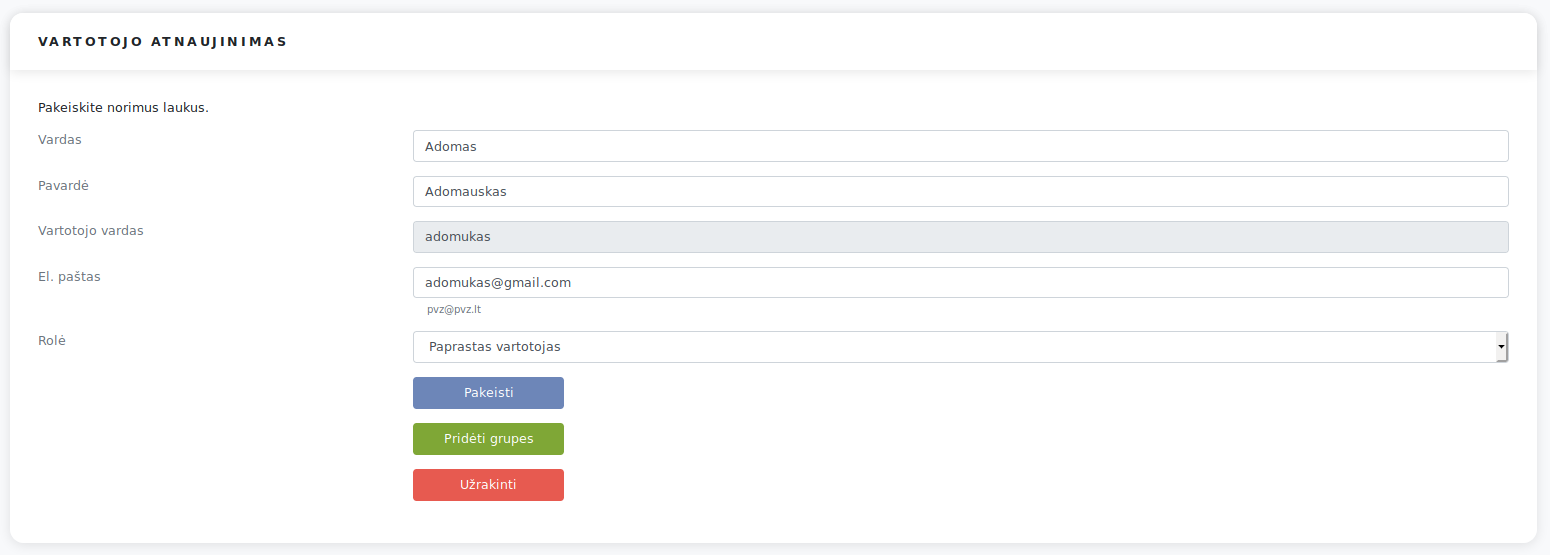 VARTOTOJO ATNAUJINIMAS
Pakeiskite norimus laukus.
Vardas
Adomas
Pavardė
Adomauskas
Vartotojo vardas
adomukas
El. paštas
adomukas@gmail.com
pvz@pvz.lt
Rolė
Paprastas vartotojas
Pakeisti
Pridėti grupes
Užrakinti